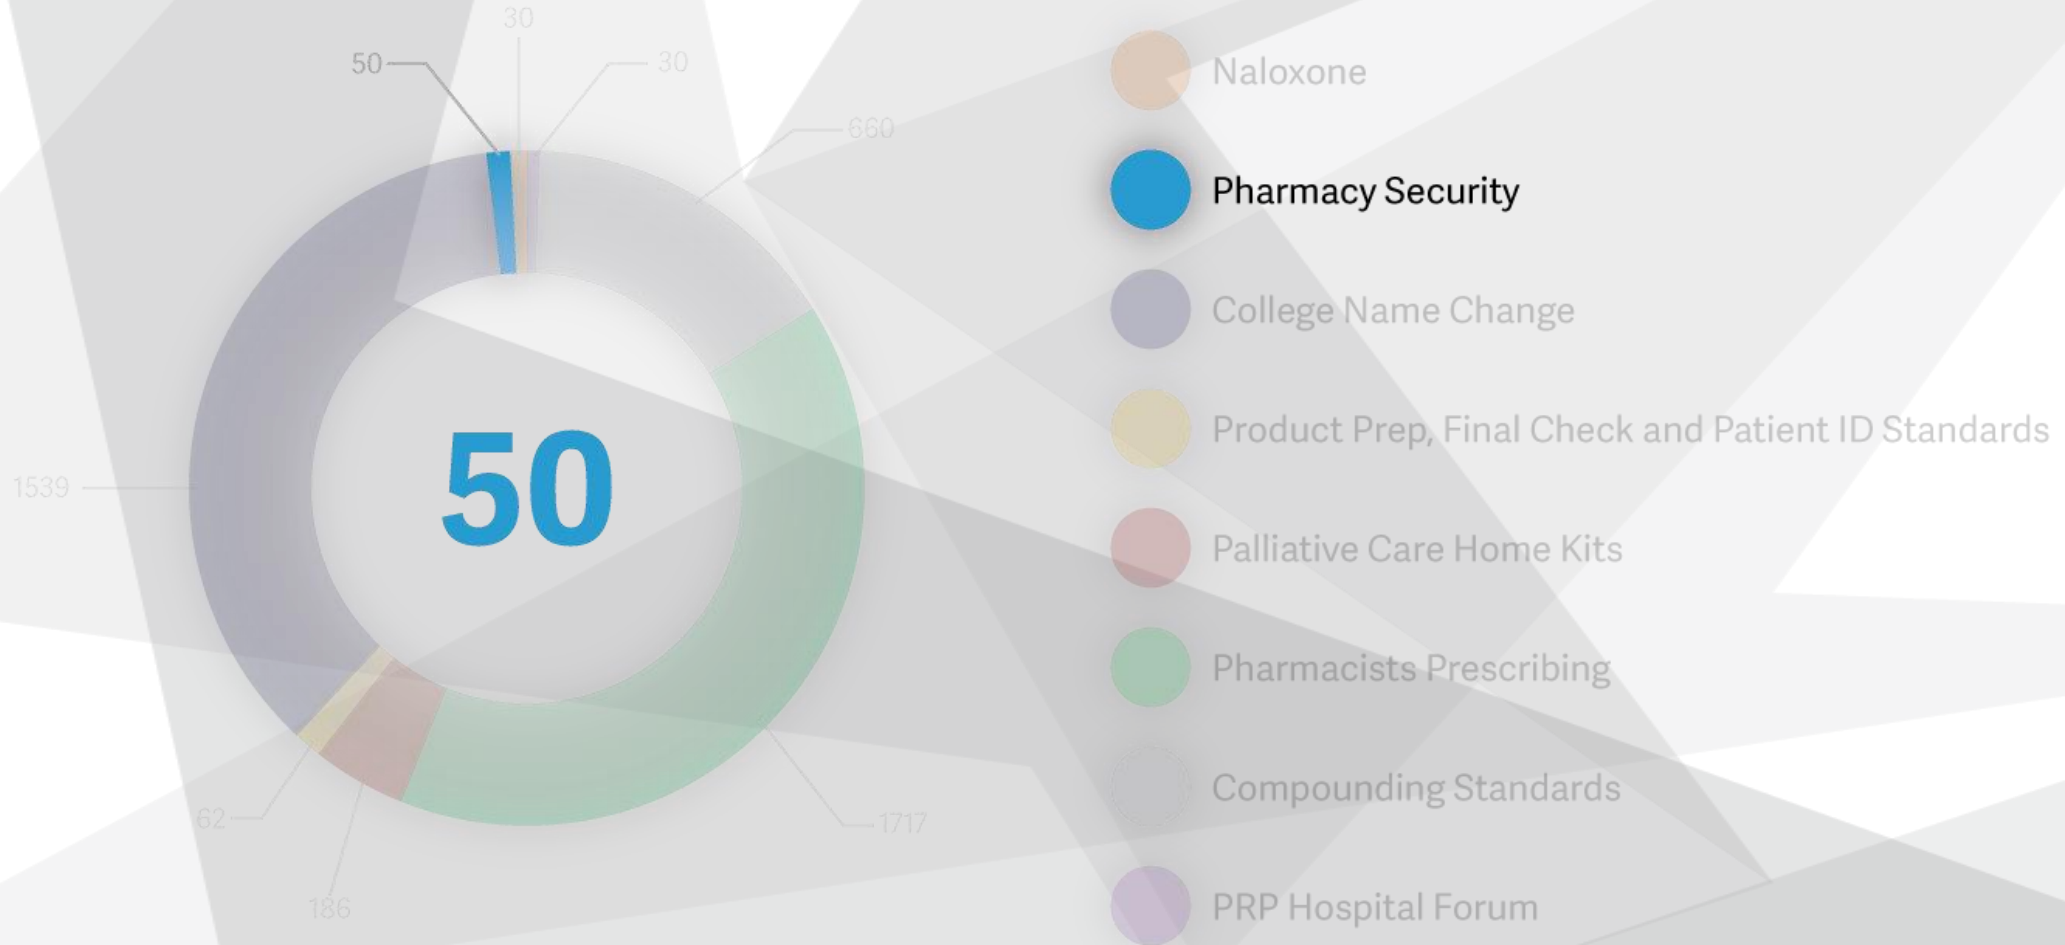 30
50
30
660
1539
50
62
186
1717
Naloxone
Pharmacy Security
College Name Change
Product Prep, Final Check and Patient ID Standards
Palliative Care Home Kits
Pharmacists Prescribing
Compounding Standards
PRP Hospital Forum